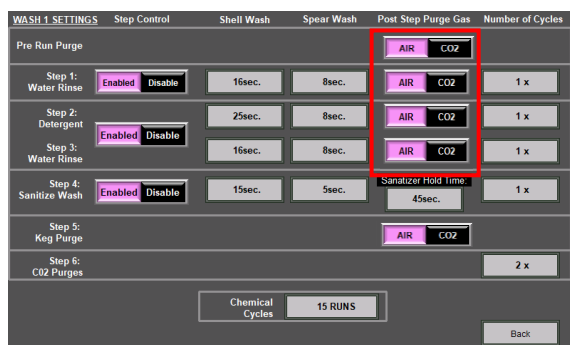 WASH 1 SETTINGS Step Control Shell Wash Spear Wash Post Step Purge Gas Number of Cycles
Pre Run Purge AIR CO2
Step 1:
Water Rinse Enabled Disable 16sec. 8sec. AIR CO2 1 x
Step 2:
Detergent 25sec. 8sec. AIR CO2 1 x
Enabled Disable
Step 3:
Water Rinse 16sec. 8sec. AIR CO2 1 x
Step 4:
Sanitize Wash Enabled Disable 15sec. 5sec. Sanatizer Hold Time: 1 x
45sec.
Step 5:
Keg Purge AIR CO2
Step 6:
C02 Purges 2 x
Chemical
Cycles 15 RUNS
Back